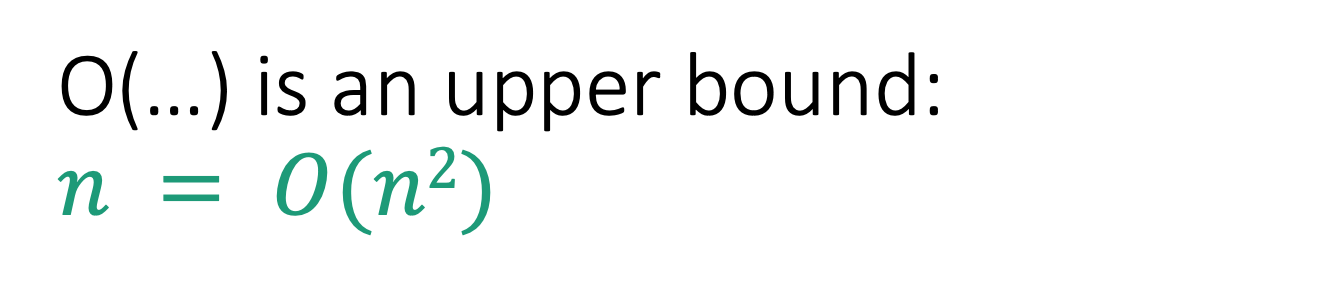 O(...) is an upper bound:
n = O(n²)